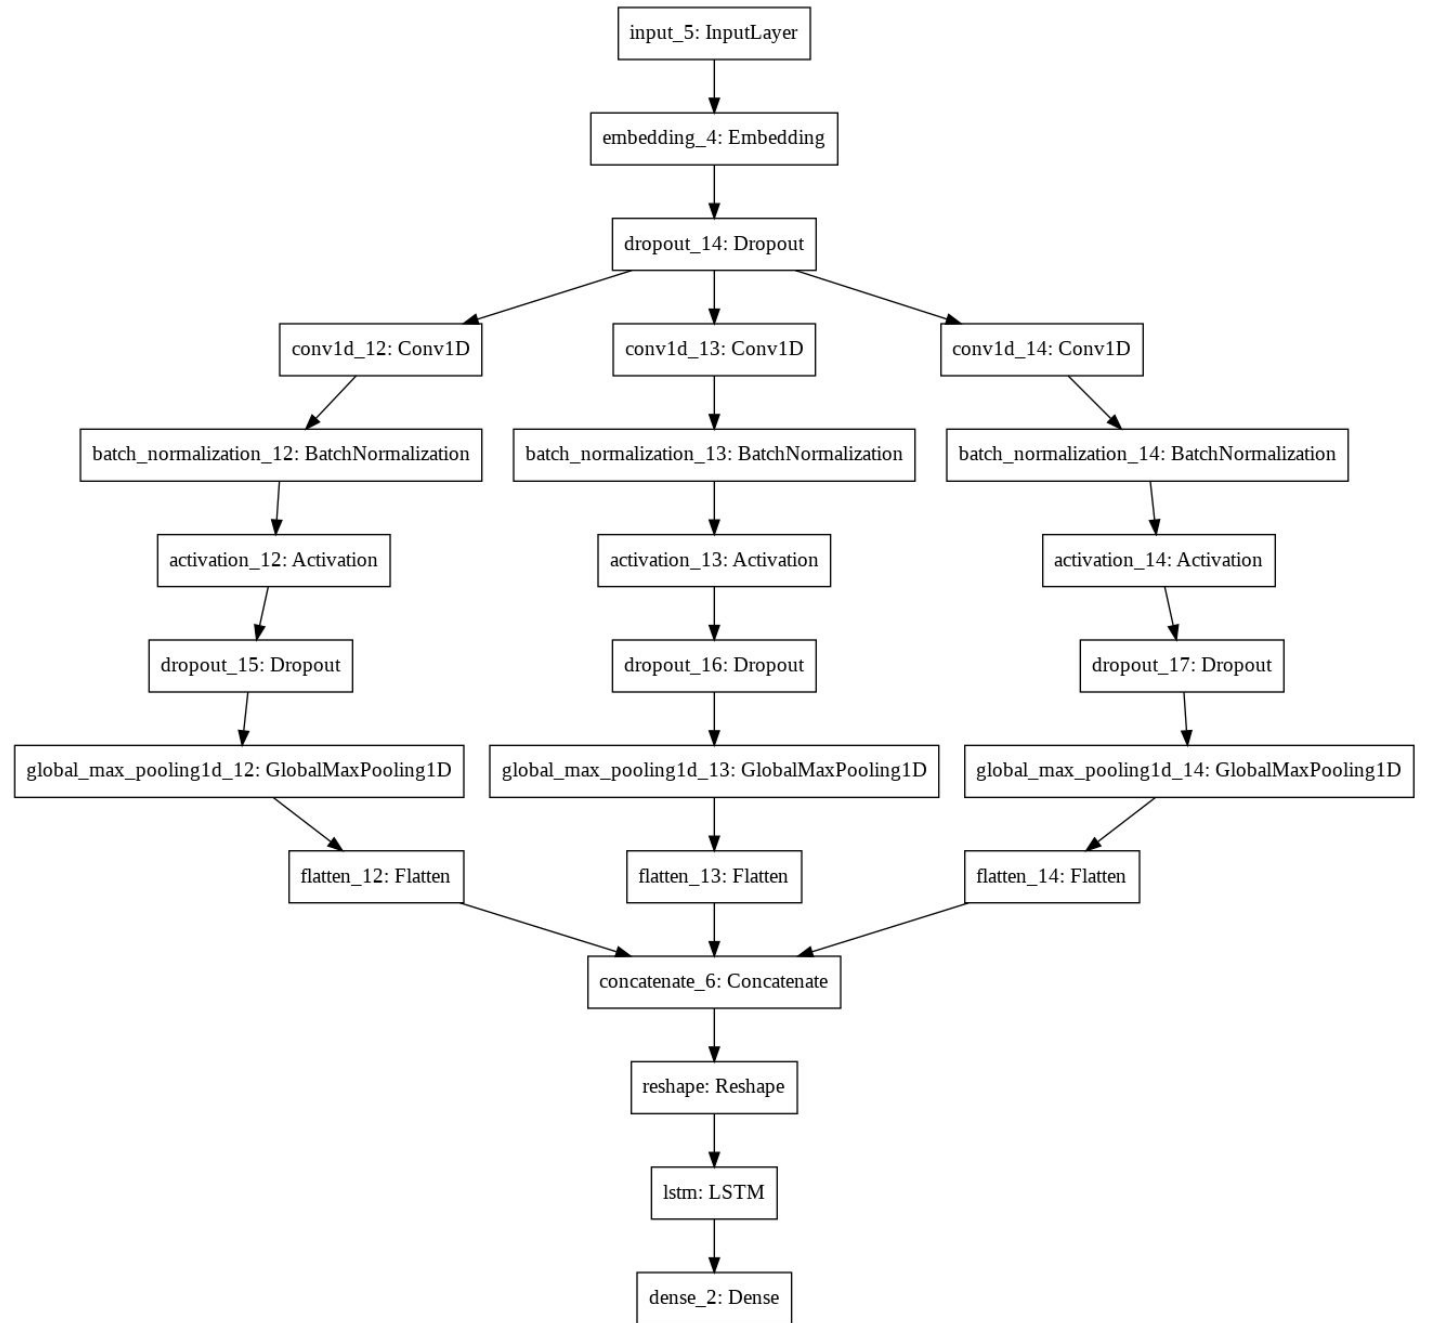 input_5: InputLayer
embedding_4: Embedding
dropout_14: Dropout
conv1d_12: Conv1D
conv1d_13: Conv1D
conv1d_14: Conv1D
batch_normalization_12: BatchNormalization
batch_normalization_13: BatchNormalization
batch_normalization_14: BatchNormalization
activation_12: Activation
activation_13: Activation
activation_14: Activation
dropout_15: Dropout
dropout_16: Dropout
dropout_17: Dropout
global_max_pooling1d_12: GlobalMaxPooling1D
global_max_pooling1d_13: GlobalMaxPooling1D
global_max_pooling1d_14: GlobalMaxPooling1D
flatten_12: Flatten
flatten_13: Flatten
flatten_14: Flatten
concatenate_6: Concatenate
reshape: Reshape
lstm: LSTM
dense_2: Dense